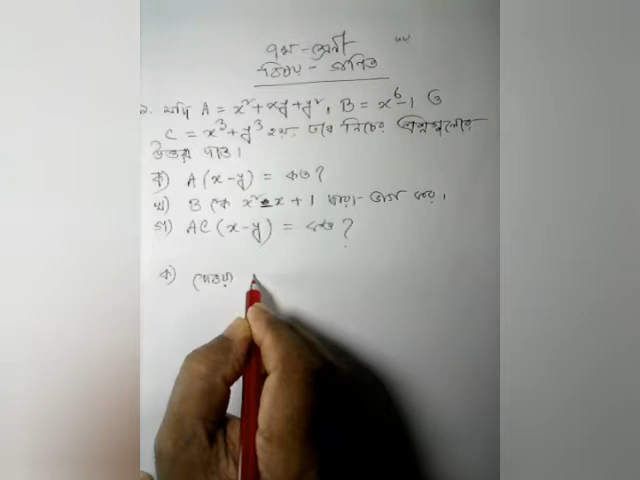 ৭ম - শ্রেণী
বিষয় - গণিত
১. যদি A = x² + xy + y², B = x⁶ - 1 ও
C = x³ + y³ হয়, তবে নিচের প্রশ্নগুলোর
উত্তর দাও।
ক) A (x - y) = কত?
খ) B কে x² - x + 1 দ্বারা ভাগ কর।
গ) AC (x - y) = কত?
ক) দেওয়া